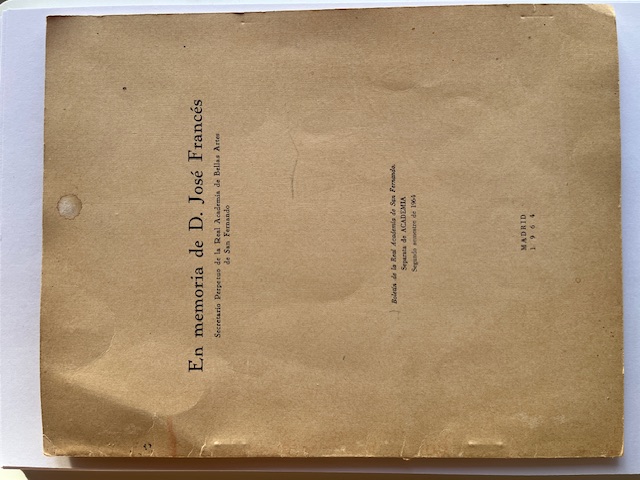 En memoria de D. José Francés
Secretario Perpetuo de la Real Academia de Bellas Artes
de San Fernando
Boletín de la Real Academia de San Fernando.
Separata de ACADEMIA
Segundo semestre de 1963
MADRID
1964